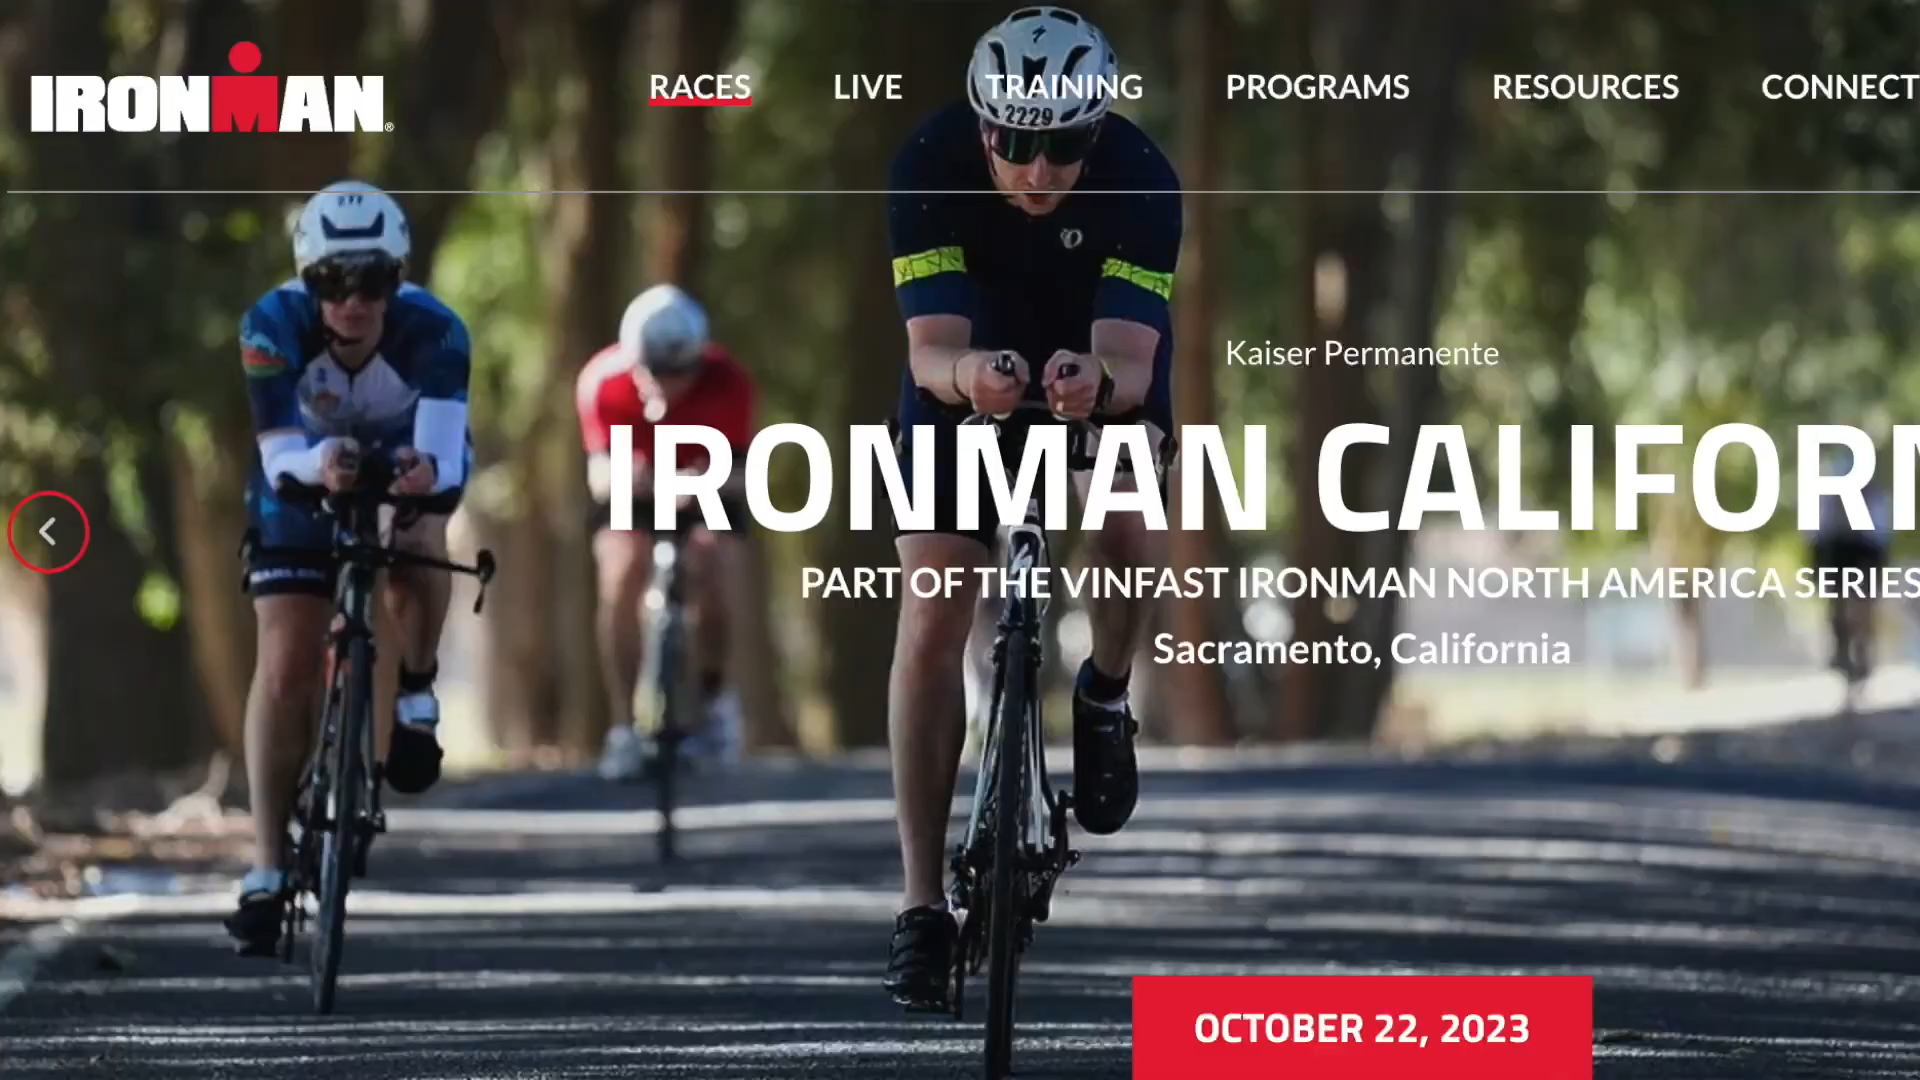 IRONMAN®
RACES LIVE TRAINING PROGRAMS RESOURCES CONNECT
2229
Kaiser Permanente
IRONMAN CALIFORN
PART OF THE VINFAST IRONMAN NORTH AMERICA SERIES
Sacramento, California
OCTOBER 22, 2023